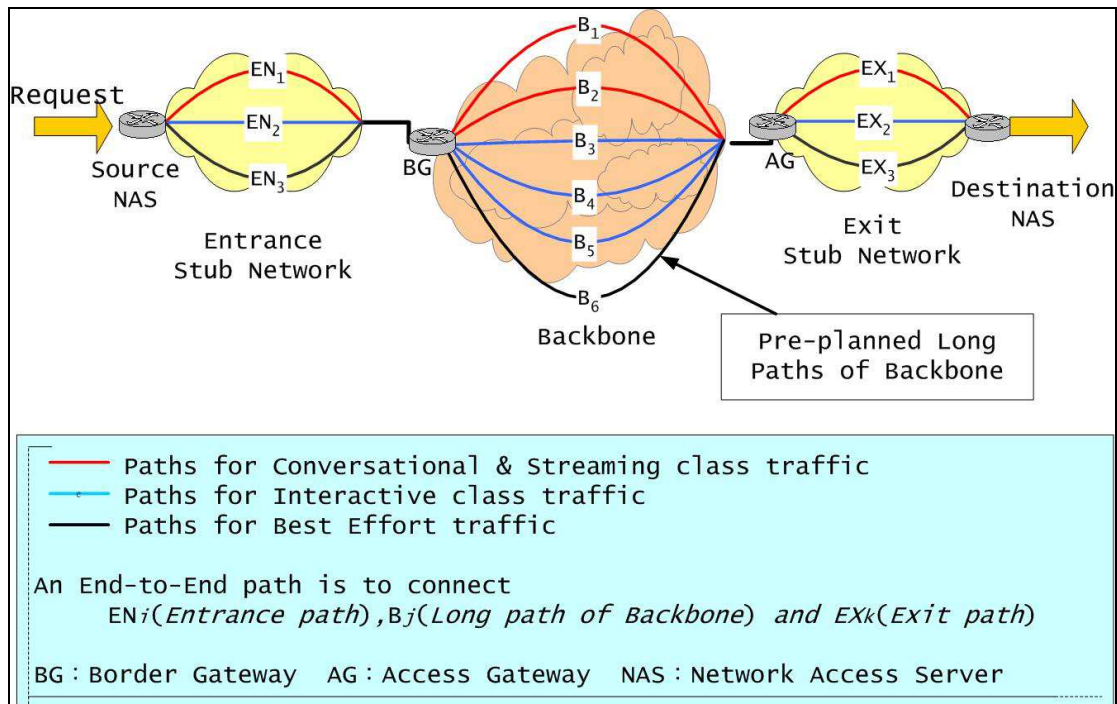 Request
Source
NAS
EN1
EN2
EN3
Entrance
Stub Network
BG
B1
B2
B3
B4
B5
B6
Backbone
Pre-planned Long
Paths of Backbone
AG
EX1
EX2
EX3
Exit
Stub Network
Destination
NAS
Paths for Conversational & Streaming class traffic
e
Paths for Interactive class traffic
Paths for Best Effort traffic
An End-to-End path is to connect
ENi(Entrance path),Bj(Long path of Backbone) and EXk(Exit path)
BG：Border Gateway AG：Access Gateway NAS：Network Access Server